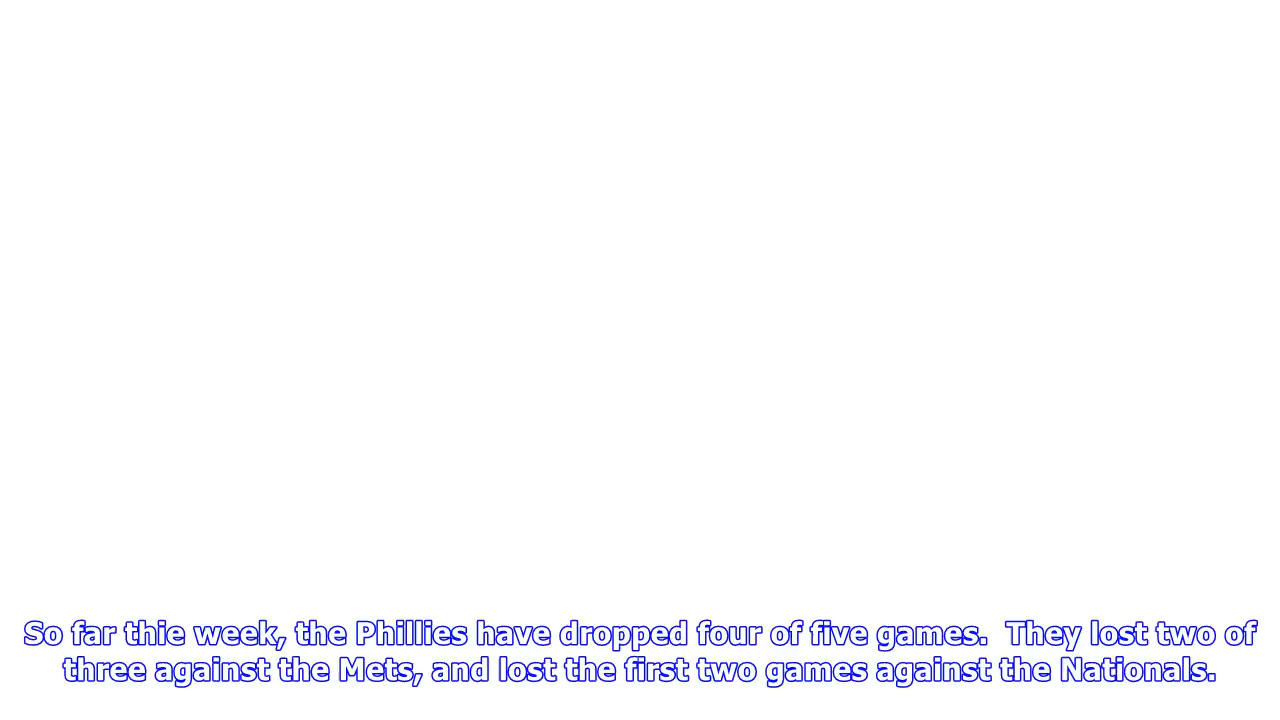 So far thie week, the Phillies have dropped four of five games.  They lost two of
three against the Mets, and lost the first two games against the Nationals.